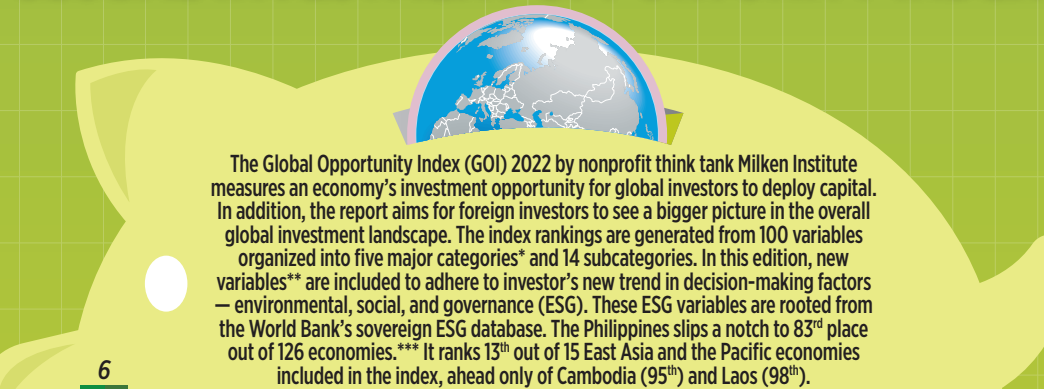 The Global Opportunity Index (GOI) 2022 by nonprofit think tank Milken Institute
measures an economy's investment opportunity for global investors to deploy capital.
In addition, the report aims for foreign investors to see a bigger picture in the overall
global investment landscape. The index rankings are generated from 100 variables
organized into five major categories* and 14 subcategories. In this edition, new
variables** are included to adhere to investor's new trend in decision-making factors
— environmental, social, and governance (ESG). These ESG variables are rooted from
the World Bank's sovereign ESG database. The Philippines slips a notch to 83rd place
out of 126 economies.*** It ranks 13th out of 15 East Asia and the Pacific economies
included in the index, ahead only of Cambodia (95th) and Laos (98th).
6